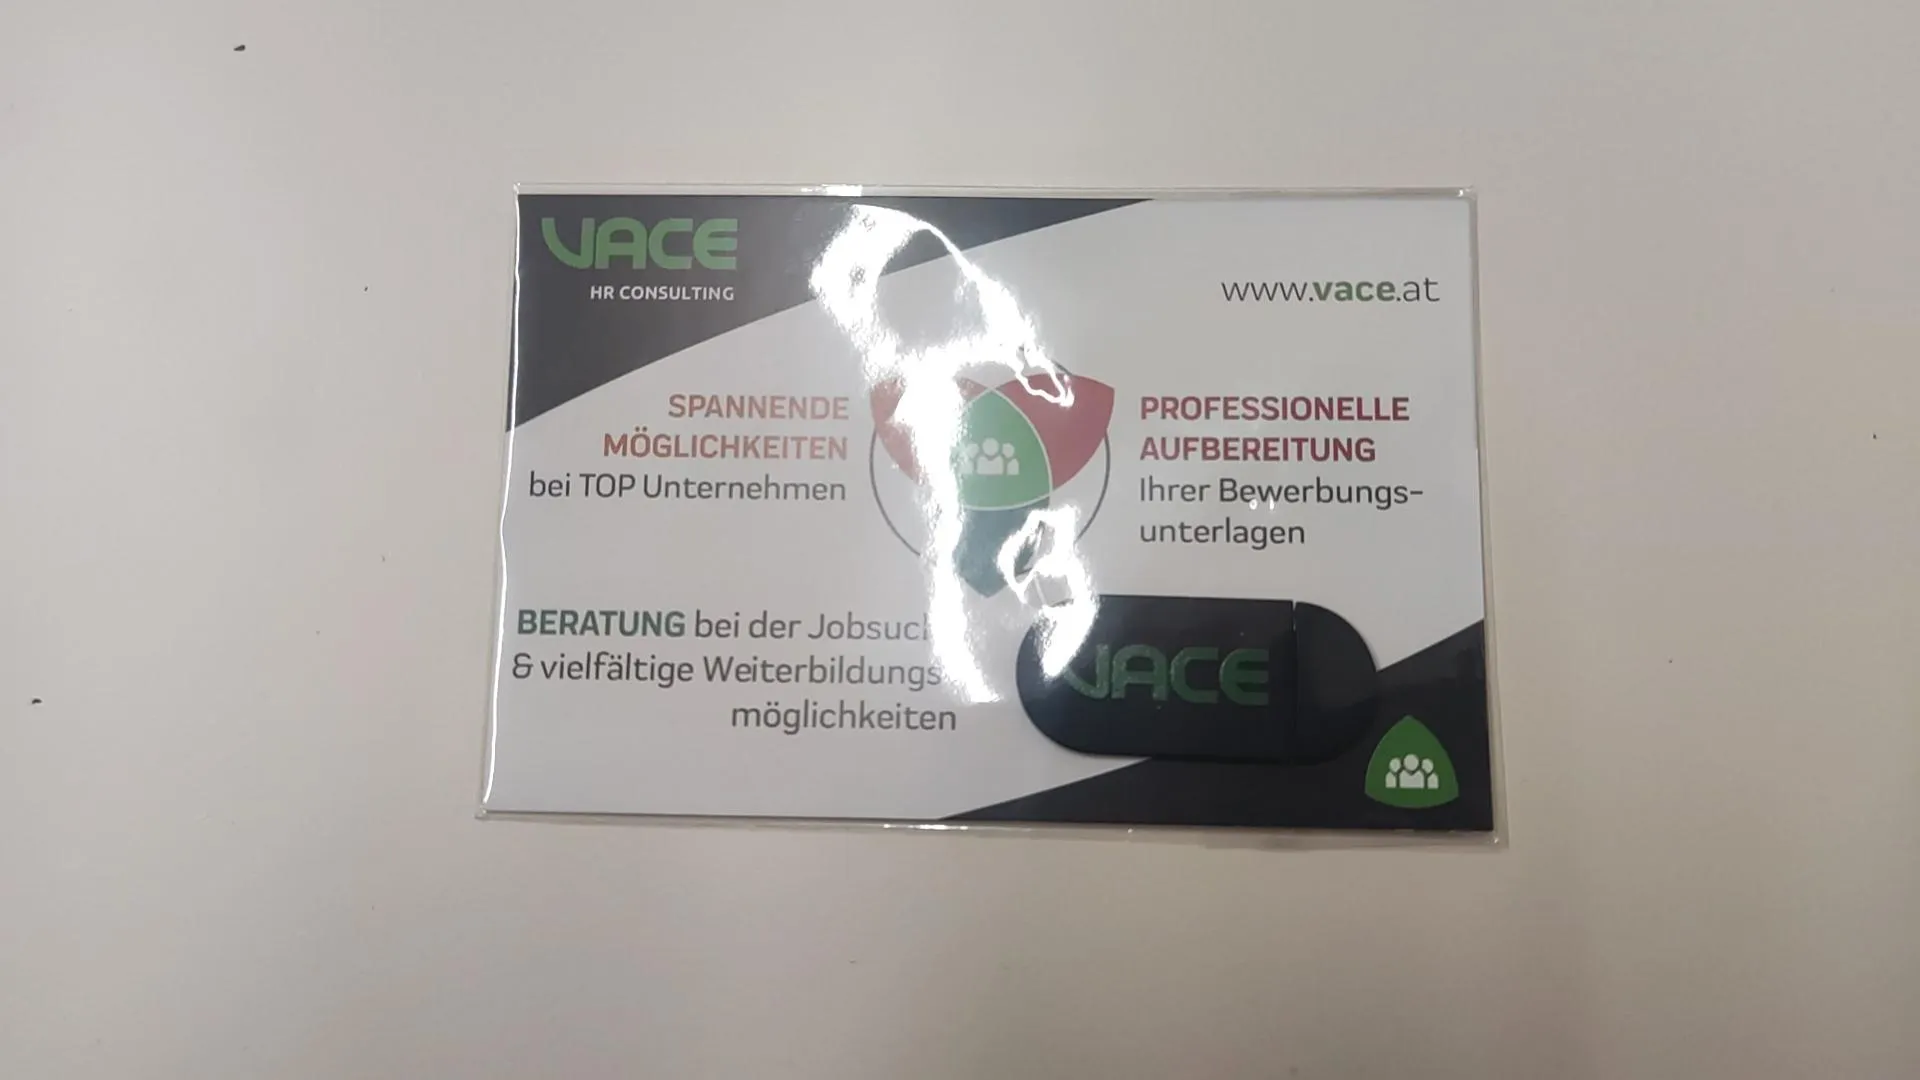 VACE
HR CONSULTING
www.vace.at
SPANNENDE
MÖGLICHKEITEN
bei TOP Unternehmen
PROFESSIONELLE
AUFBEREITUNG
Ihrer Bewerbungs-
unterlagen
BERATUNG bei der
& vielfältige Weiterbildungs
möglichkeiten
VACE